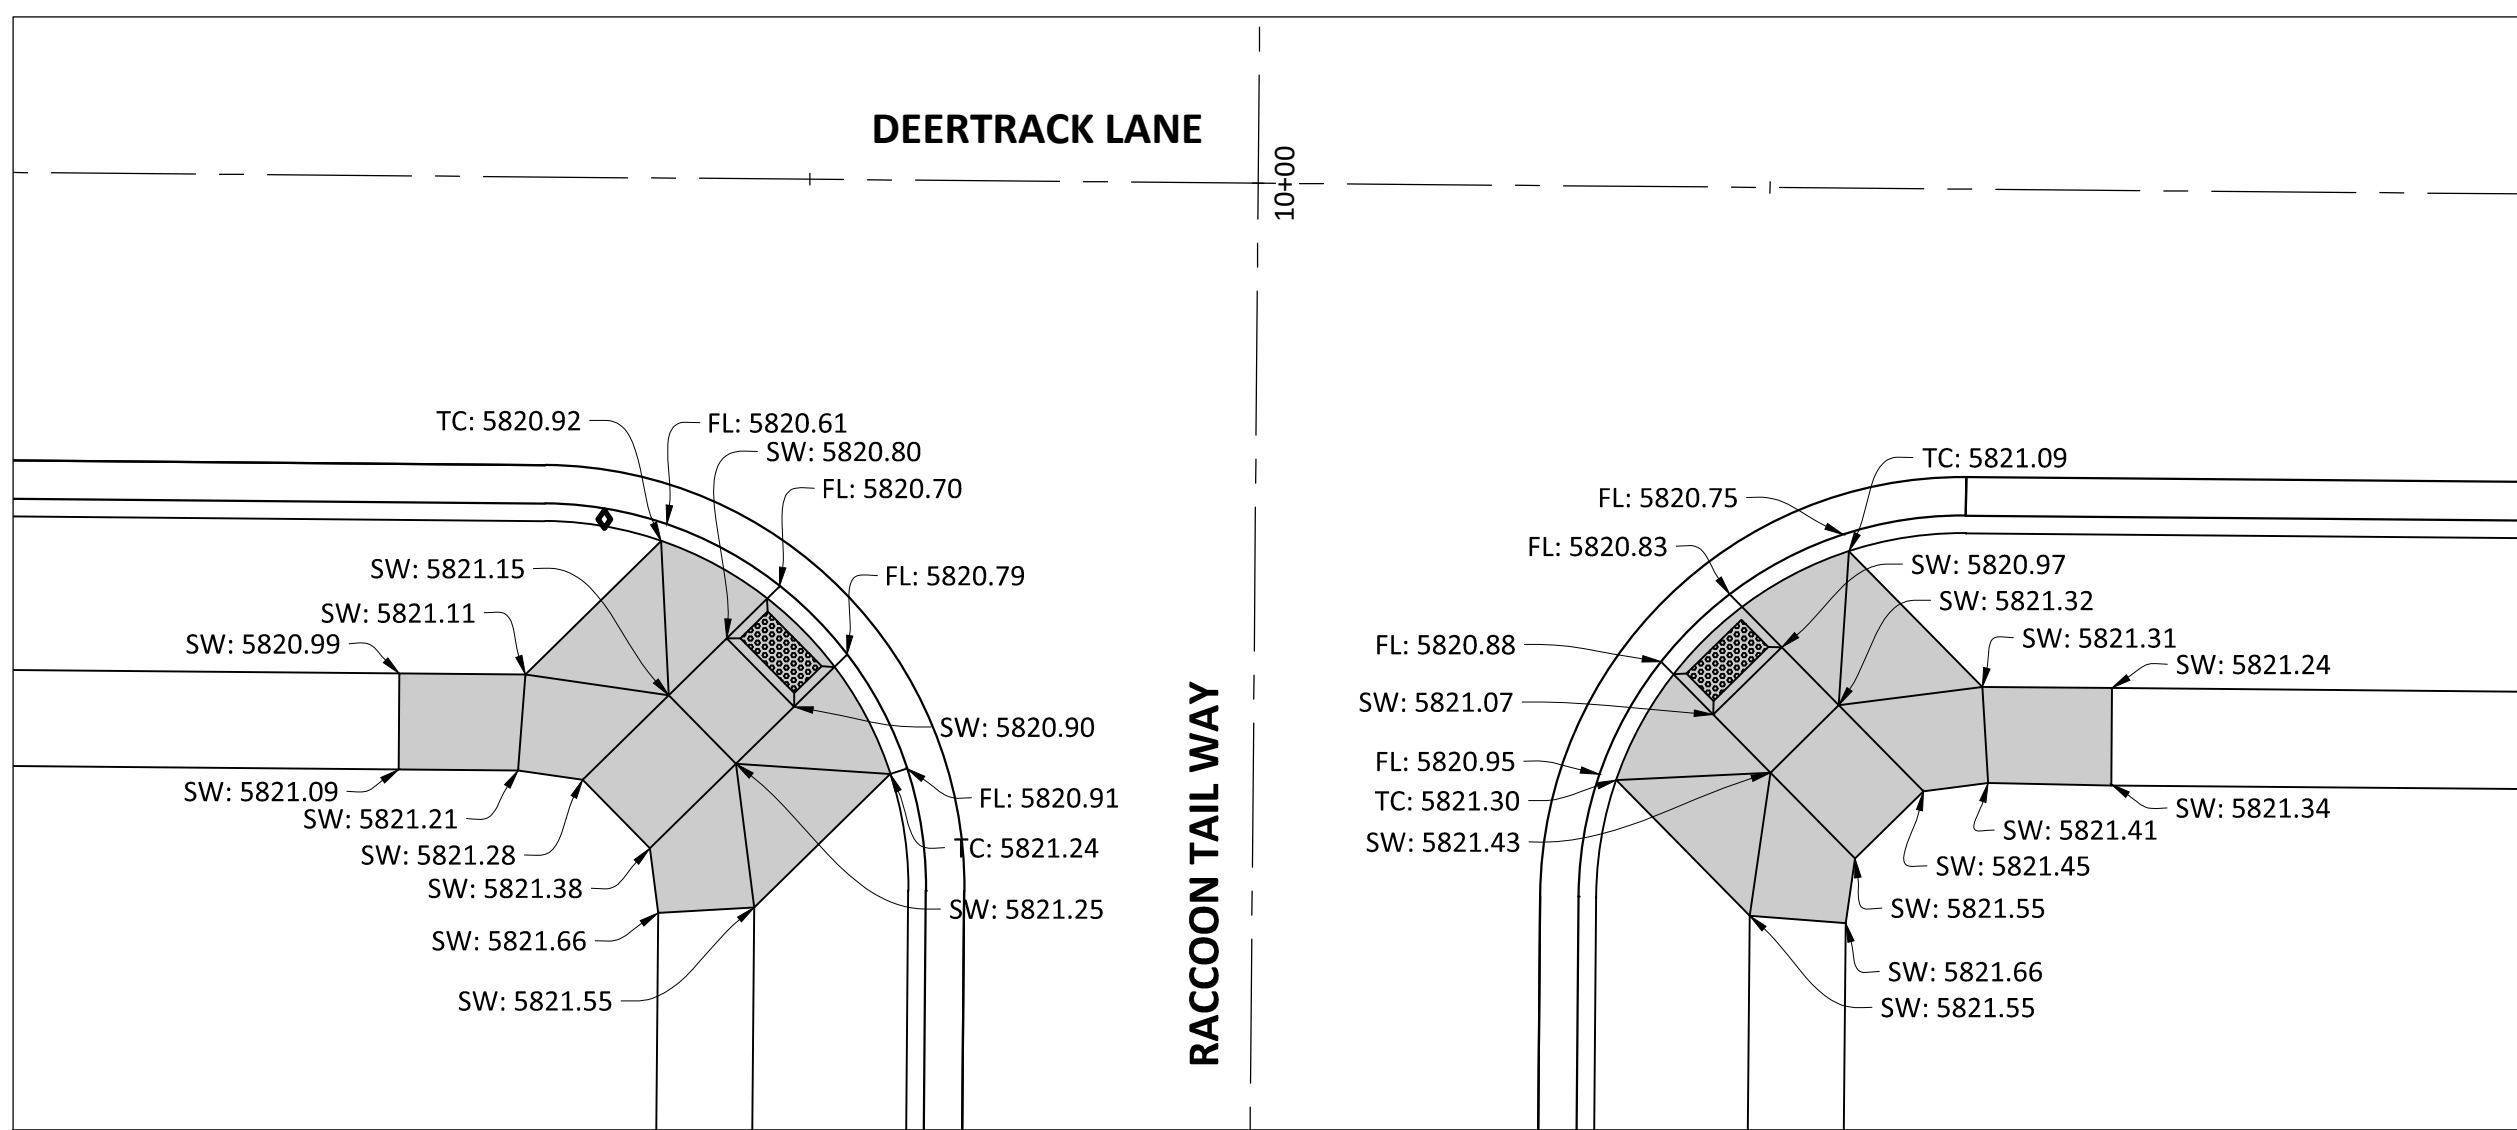 DEERTRACK LANE
10+00
TC: 5820.92
FL: 5820.61
SW: 5820.80
FL: 5820.70
SW: 5821.15
FL: 5820.79
SW: 5821.11
SW: 5820.99
SW: 5820.90
SW: 5821.09
SW: 5821.21
FL: 5820.91
SW: 5821.28
TC: 5821.24
SW: 5821.38
SW: 5821.25
SW: 5821.66
SW: 5821.55
RACCOON TAIL WAY
TC: 5821.09
FL: 5820.75
FL: 5820.83
SW: 5820.97
SW: 5821.32
FL: 5820.88
SW: 5821.31
SW: 5821.24
SW: 5821.07
FL: 5820.95
TC: 5821.30
SW: 5821.34
SW: 5821.41
SW: 5821.43
SW: 5821.45
SW: 5821.55
SW: 5821.66
SW: 5821.55